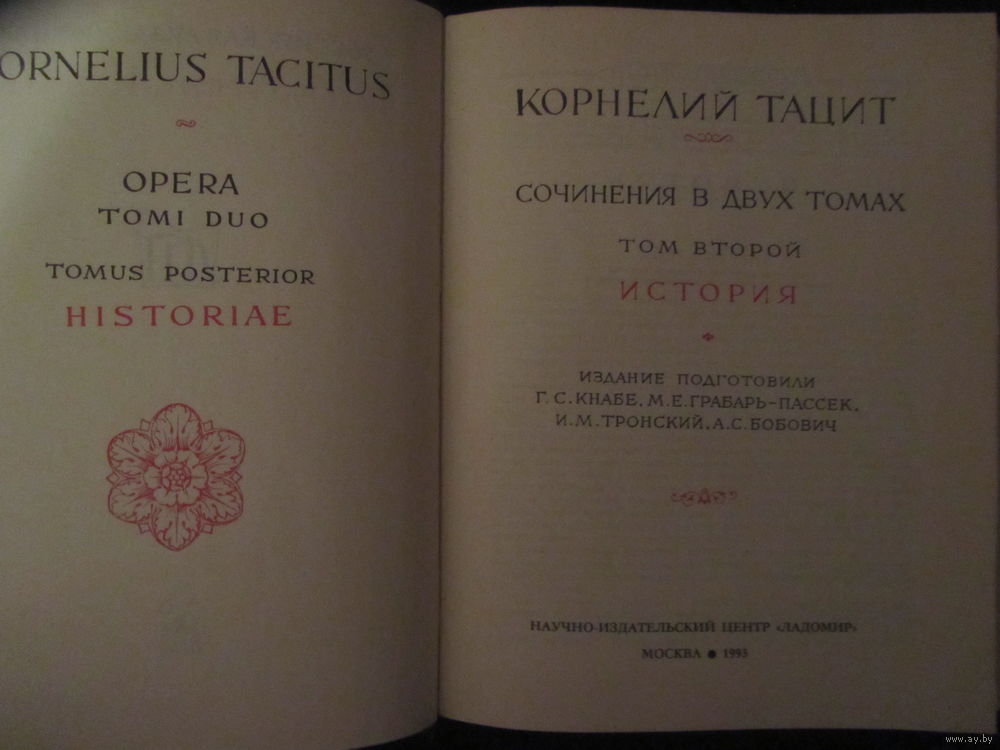 ORNELIUS TACITUS
OPERA
TOMI DUO
TOMUS POSTERIOR
HISTORIAE
КОРНЕЛИЙ ТАЦИТ
СОЧИНЕНИЯ В ДВУХ ТОМАХ
ТОМ ВТОРОЙ
ИСТОРИЯ
ИЗДАНИЕ ПОДГОТОВИЛИ
Г.С.КНАБЕ, М.Е.ГРАБАРЬ-ПАССЕК,
И.М.ТРОНСКИЙ, А.С.БОБОВИЧ
НАУЧНО-ИЗДАТЕЛЬСКИЙ ЦЕНТР «ЛАДОМИР»
МОСКВА ● 1993
www.ay.by